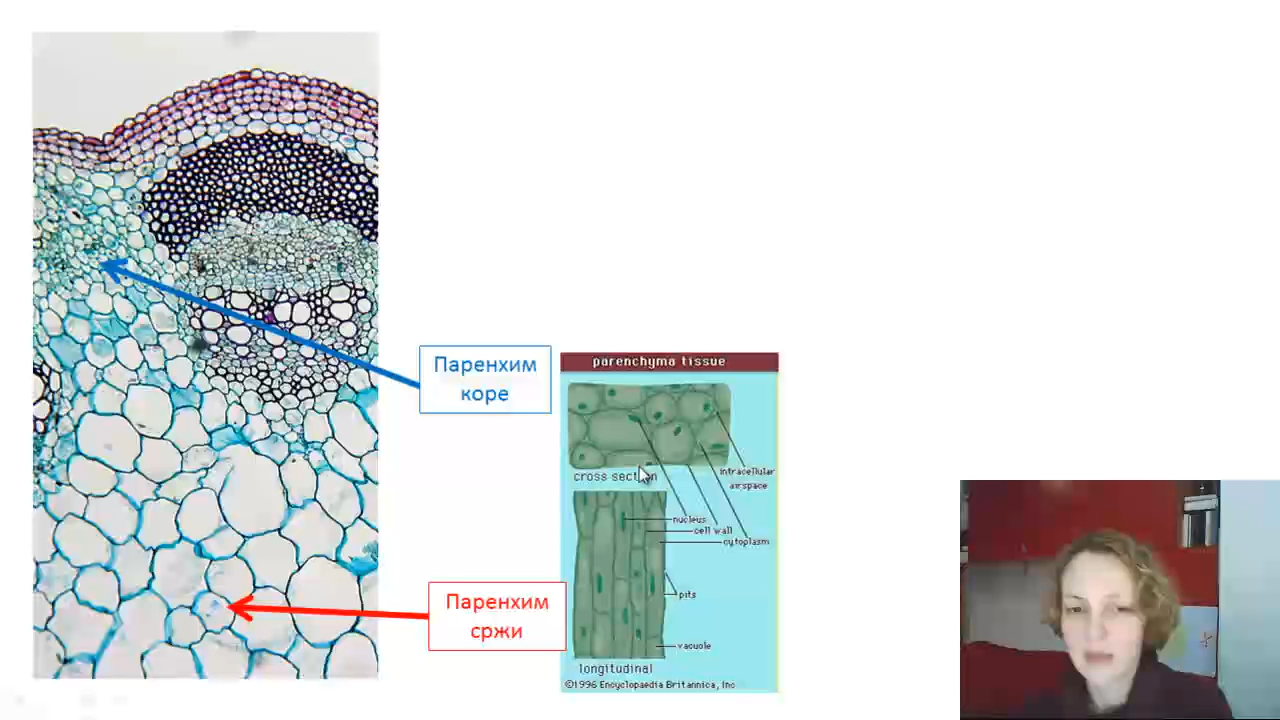 Паренхим
коре
Паренхим
сржи
parenchyma tissue
intracellular
airspace
cross section
nucleus
cell wall
cytoplasm
pits
vacuole
longitudinal
©1996 Encyclopaedia Britannica, Inc